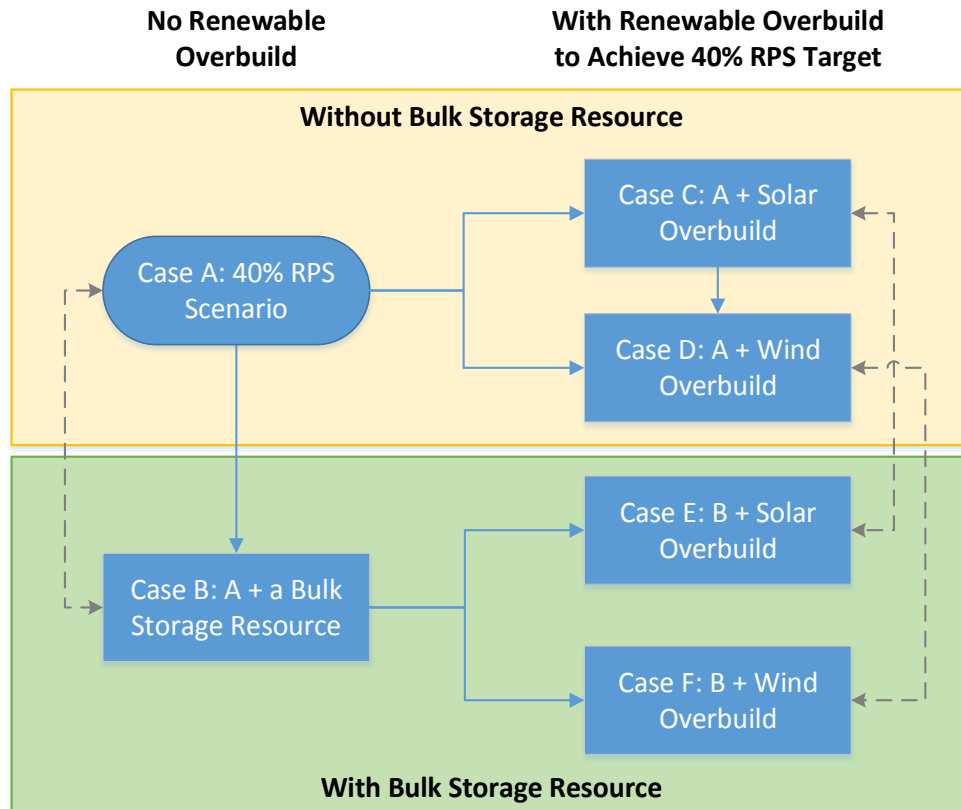 No Renewable
Overbuild
With Renewable Overbuild
to Achieve 40% RPS Target
Without Bulk Storage Resource
Case C: A + Solar
Overbuild
Case A: 40% RPS
Scenario
Case D: A + Wind
Overbuild
Case E: B + Solar
Overbuild
Case B: A + a Bulk
Storage Resource
Case F: B + Wind
Overbuild
With Bulk Storage Resource